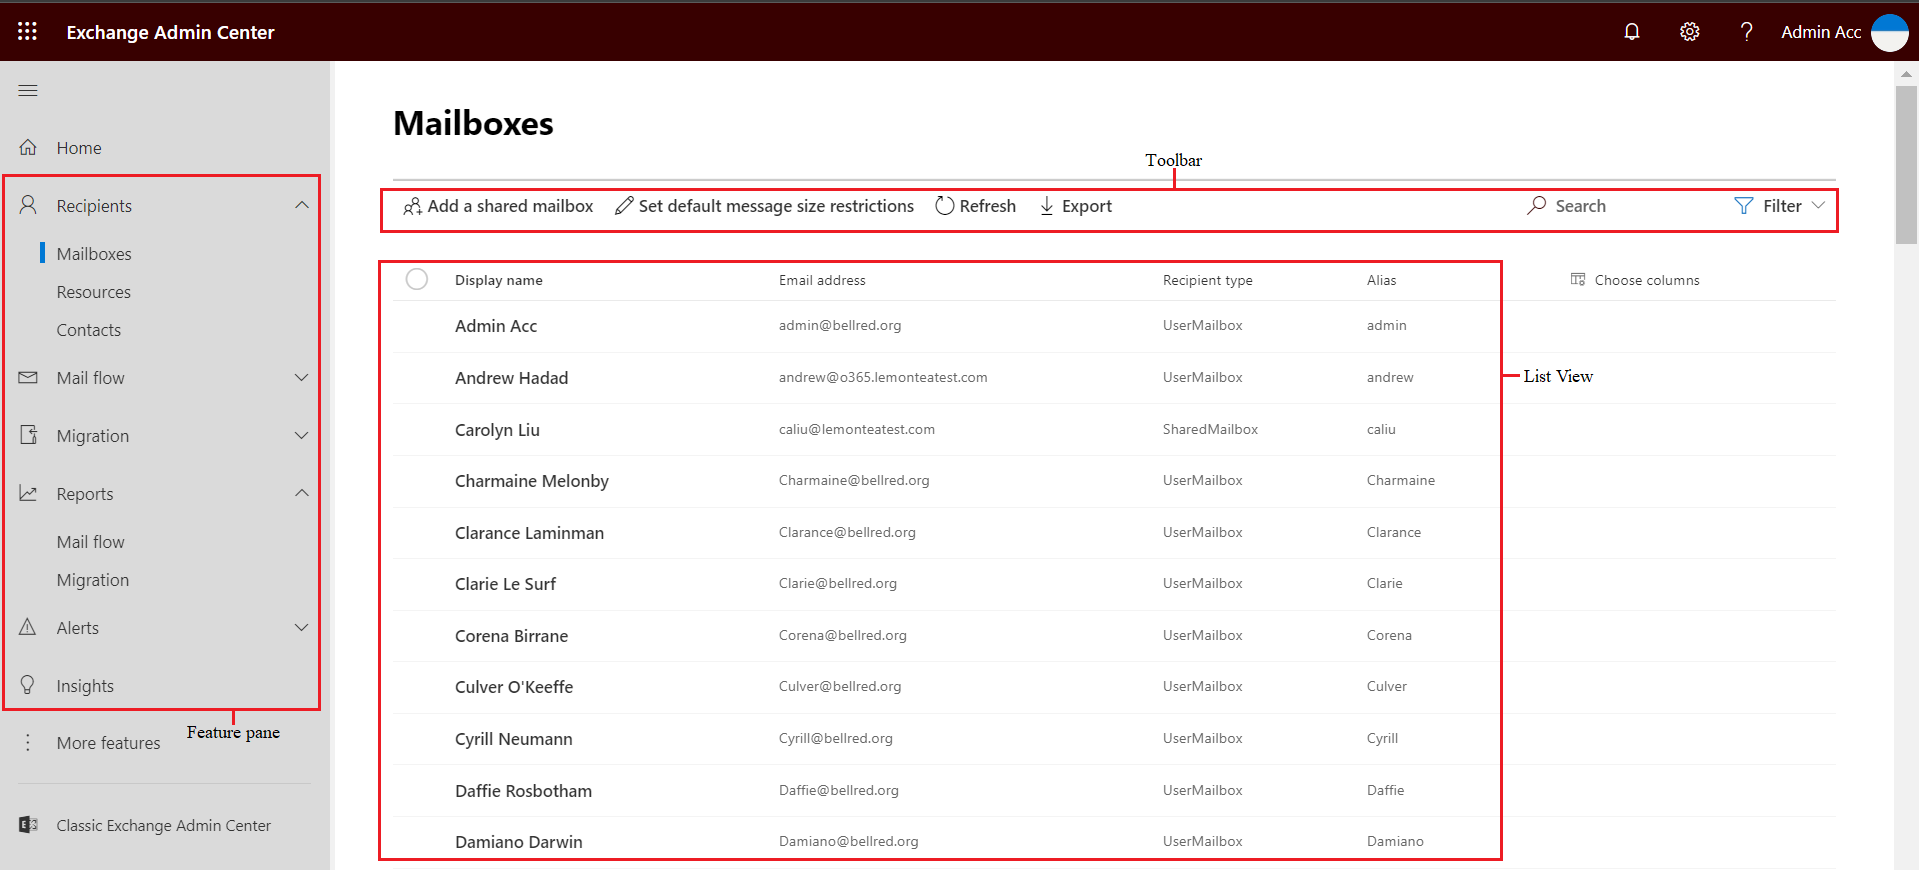 Exchange Admin Center
? Admin Acc
Home
Recipients
Mailboxes
Resources
Contacts
Mail flow
Migration
Reports
Mail flow
Migration
Alerts
Insights
Feature pane
More features
Classic Exchange Admin Center
Mailboxes
Toolbar
Add a shared mailbox Set default message size restrictions Refresh Export Search Filter
Display name Email address Recipient type Alias Choose columns
Admin Acc admin@bellred.org UserMailbox admin
Andrew Hadad andrew@o365.lemonteatest.com UserMailbox andrew
List View
Carolyn Liu caliu@lemonteatest.com SharedMailbox caliu
Charmaine Melonby Charmaine@bellred.org UserMailbox Charmaine
Clarance Laminman Clarance@bellred.org UserMailbox Clarance
Clarie Le Surf Clarie@bellred.org UserMailbox Clarie
Corena Birrane Corena@bellred.org UserMailbox Corena
Culver O'Keeffe Culver@bellred.org UserMailbox Culver
Cyrill Neumann Cyrill@bellred.org UserMailbox Cyrill
Daffie Rosbotham Daffie@bellred.org UserMailbox Daffie
Damiano Darwin Damiano@bellred.org UserMailbox Damiano